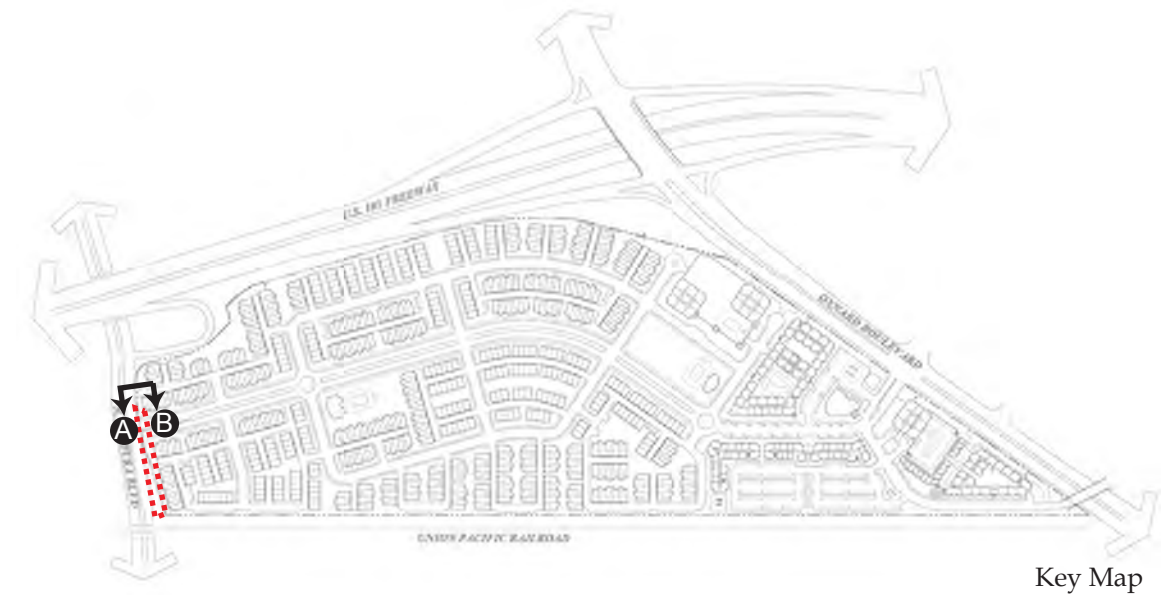 U.S. 101 FREEWAY
OXNARD BOULEVARD
A
B
UNION PACIFIC RAILROAD
Key Map